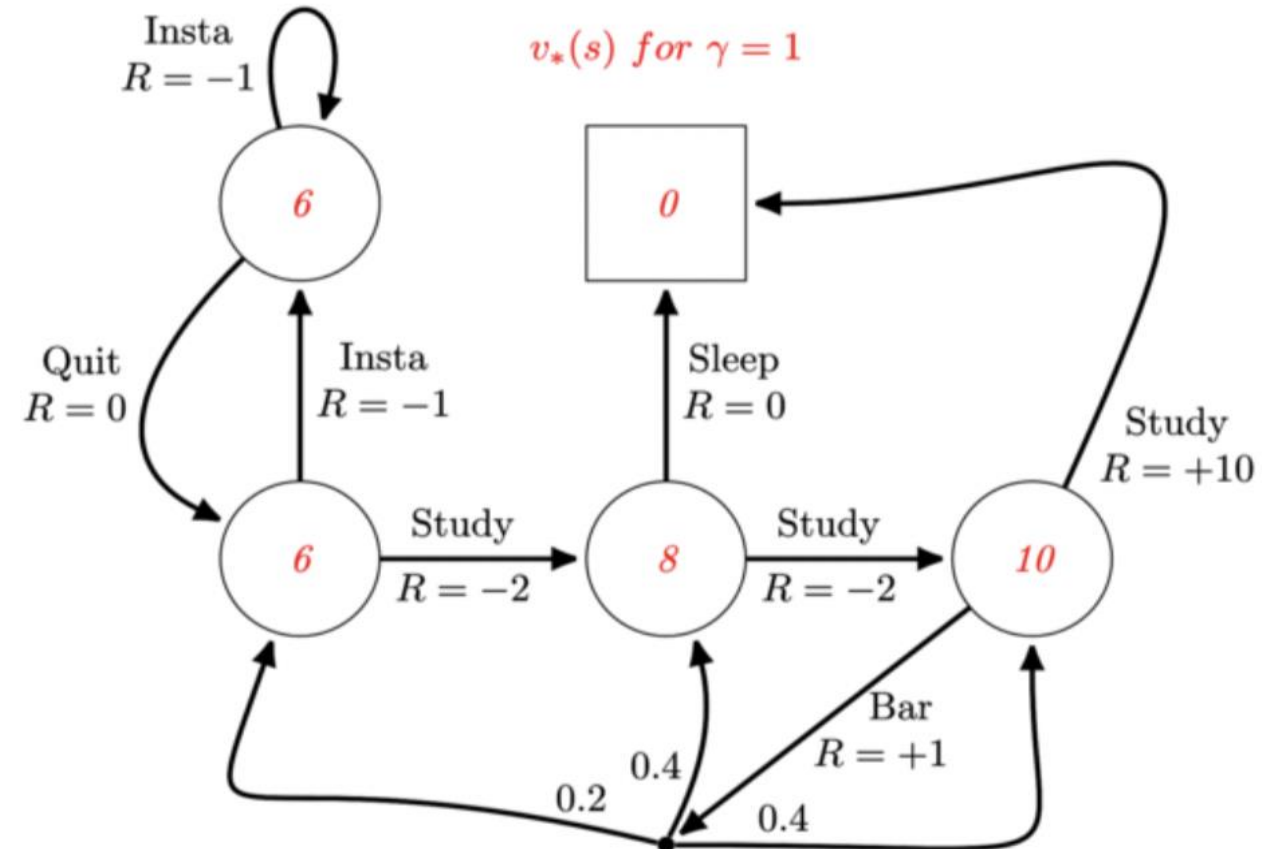 Insta
R = −1
v∗(s) for γ = 1
6
0
Quit
R = 0
Insta
R = −1
Sleep
R = 0
Study
R = +10
6
Study
R = −2
8
Study
R = −2
10
Bar
R = +1
0.4
0.2
0.4